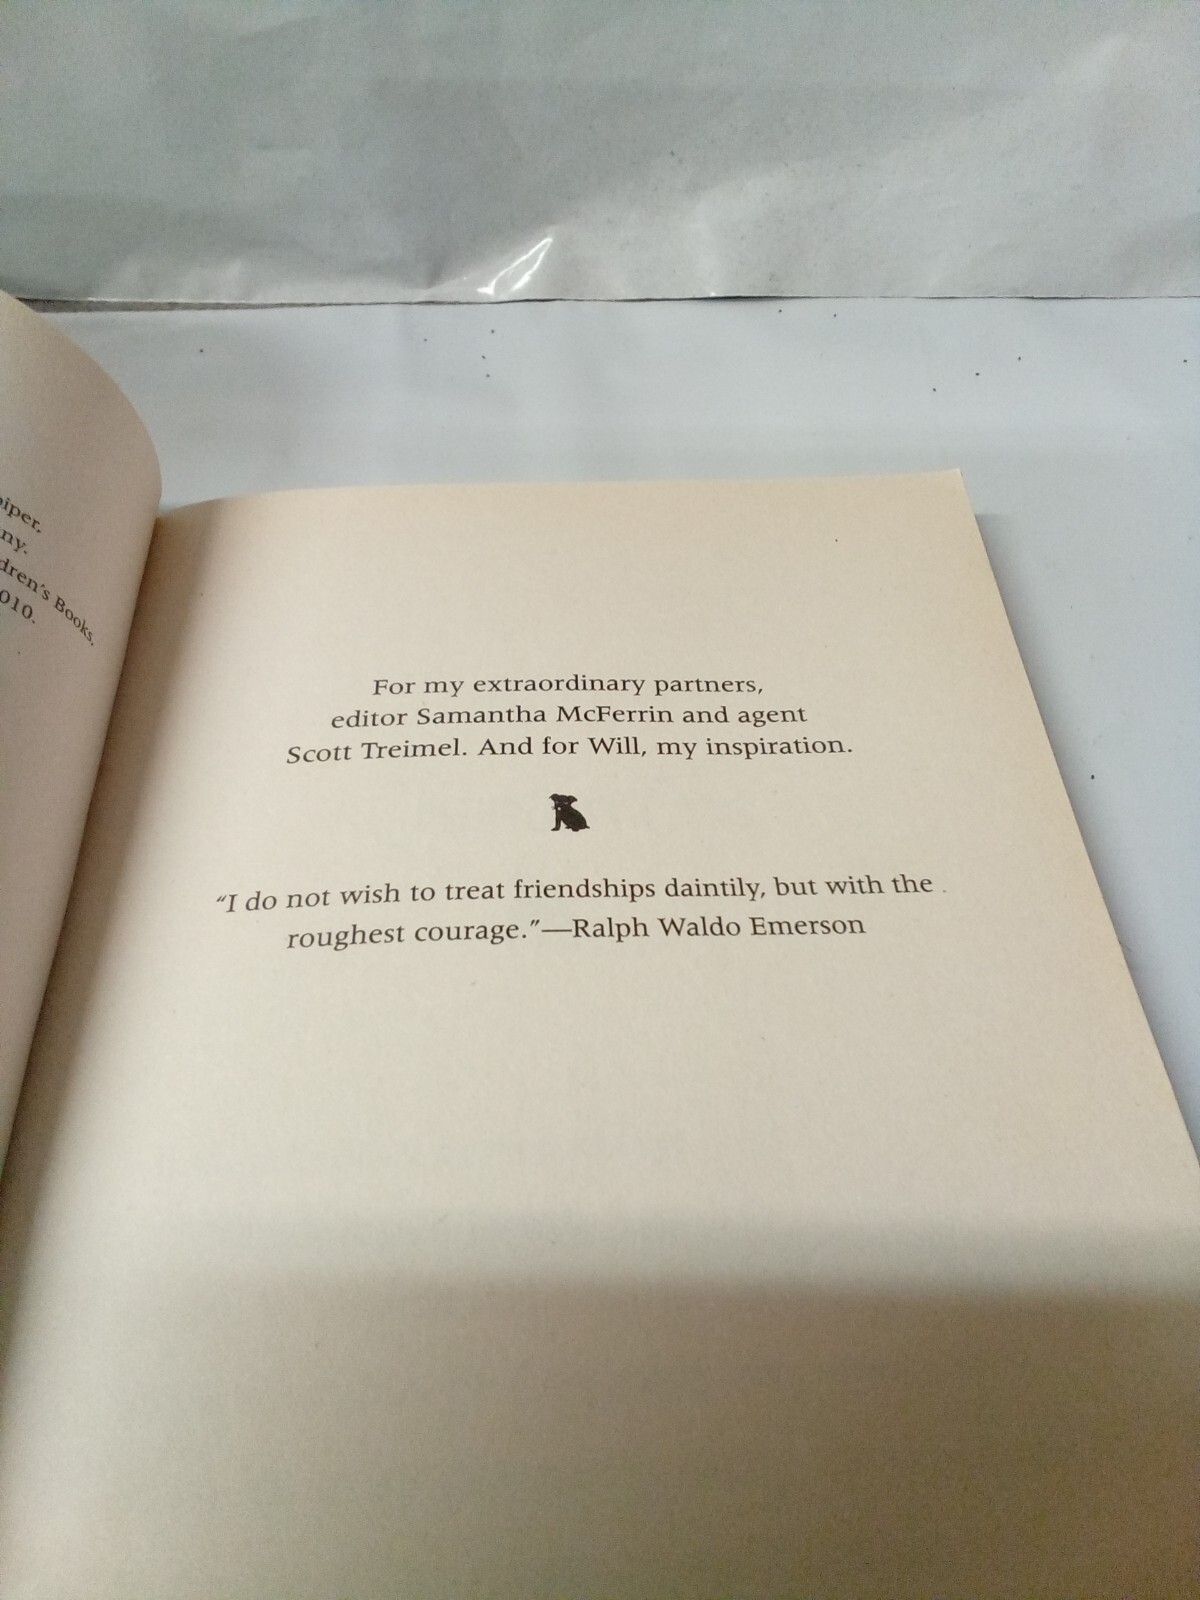 ny.
dren's Books.
010.
For my extraordinary partners,
editor Samantha McFerrin and agent
Scott Treimel. And for Will, my inspiration.
"I do not wish to treat friendships daintily, but with the
roughest courage."—Ralph Waldo Emerson